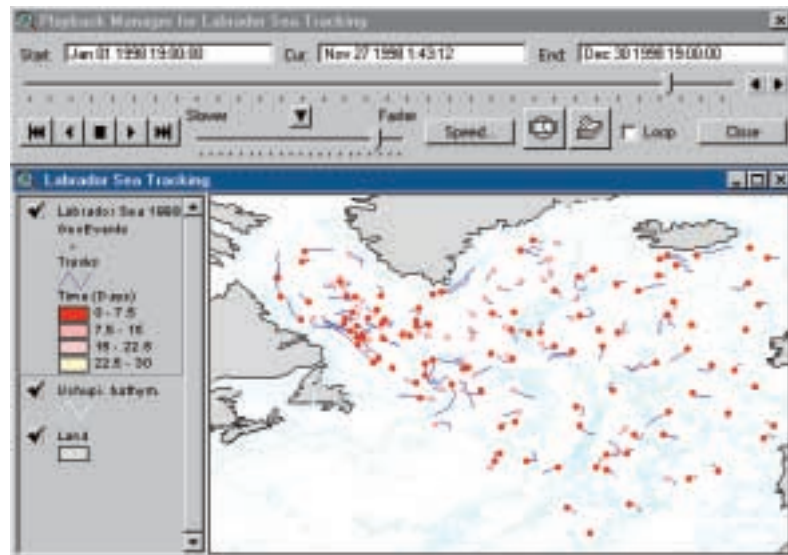 Playback Manager for Labrador Sea Tracking
Start: Jan 01 1998 19:00:00 Cur: Nov 27 1998 1:43:12 End: Dec 30 1998 19:00:00
Slower Faster
Speed... Loop Close
Labrador Sea Tracking
Labrador Sea 1998
GeoEvents
Tracks
Time (Days)
0 - 7.5
7.5 - 15
15 - 22.5
22.5 - 30
bathym.
Land